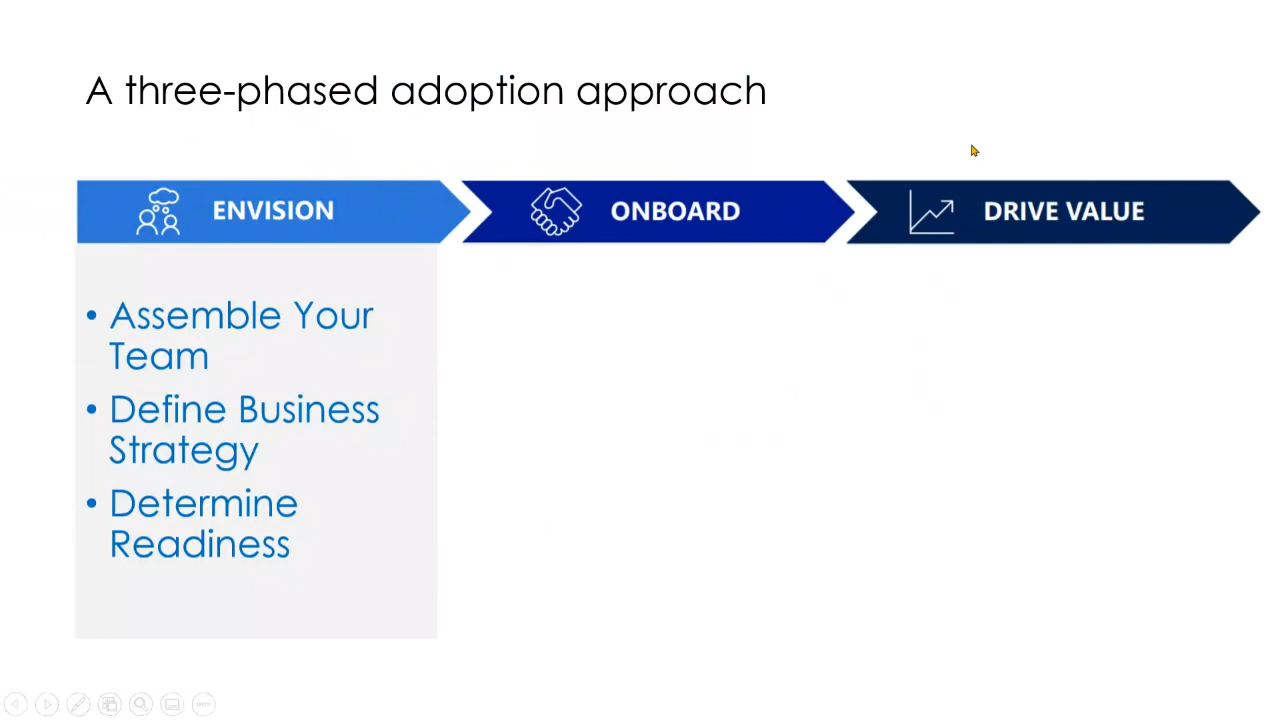 A three-phased adoption approach
ENVISION
ONBOARD
DRIVE VALUE
• Assemble Your
Team
• Define Business
Strategy
• Determine
Readiness